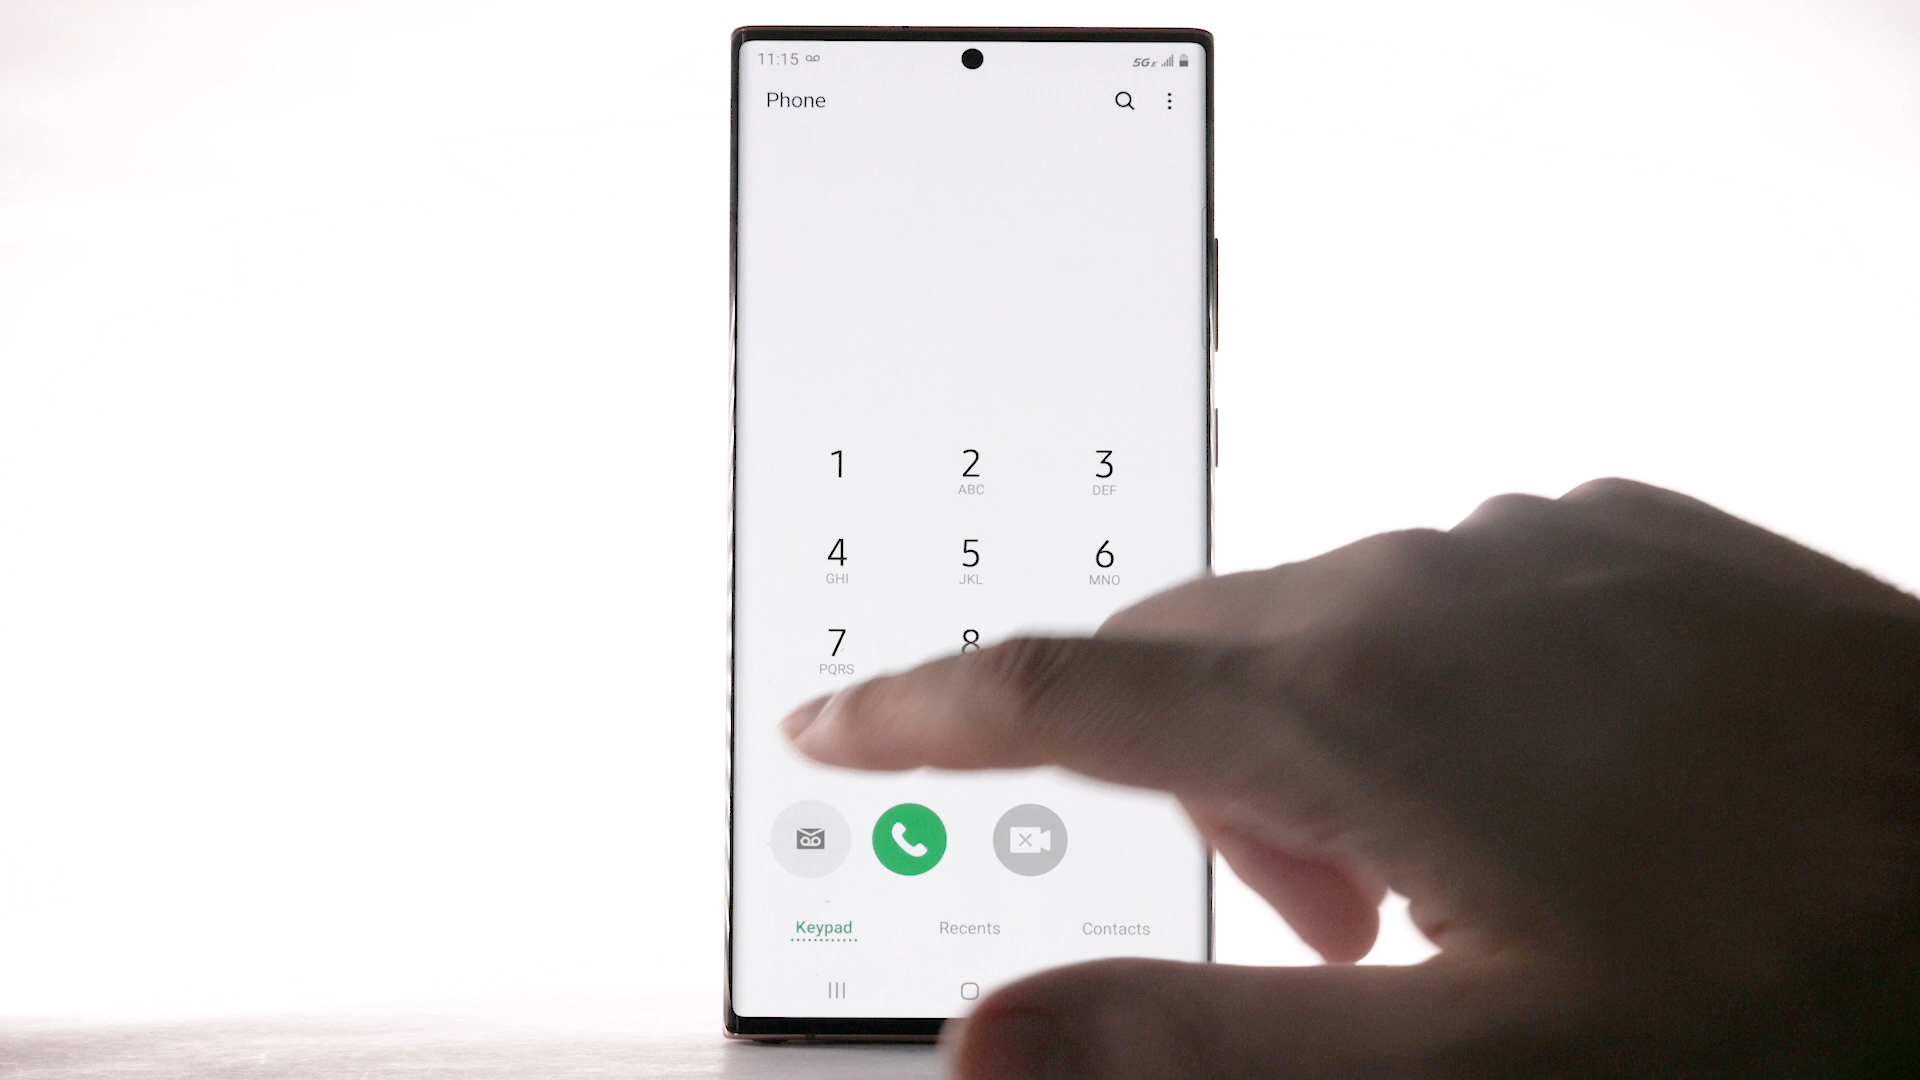 11:15 5GE
Phone
1 2 3
ABC DEF
4 5 6
GHI JKL MNO
7 8
PQRS
Keypad Recents Contacts